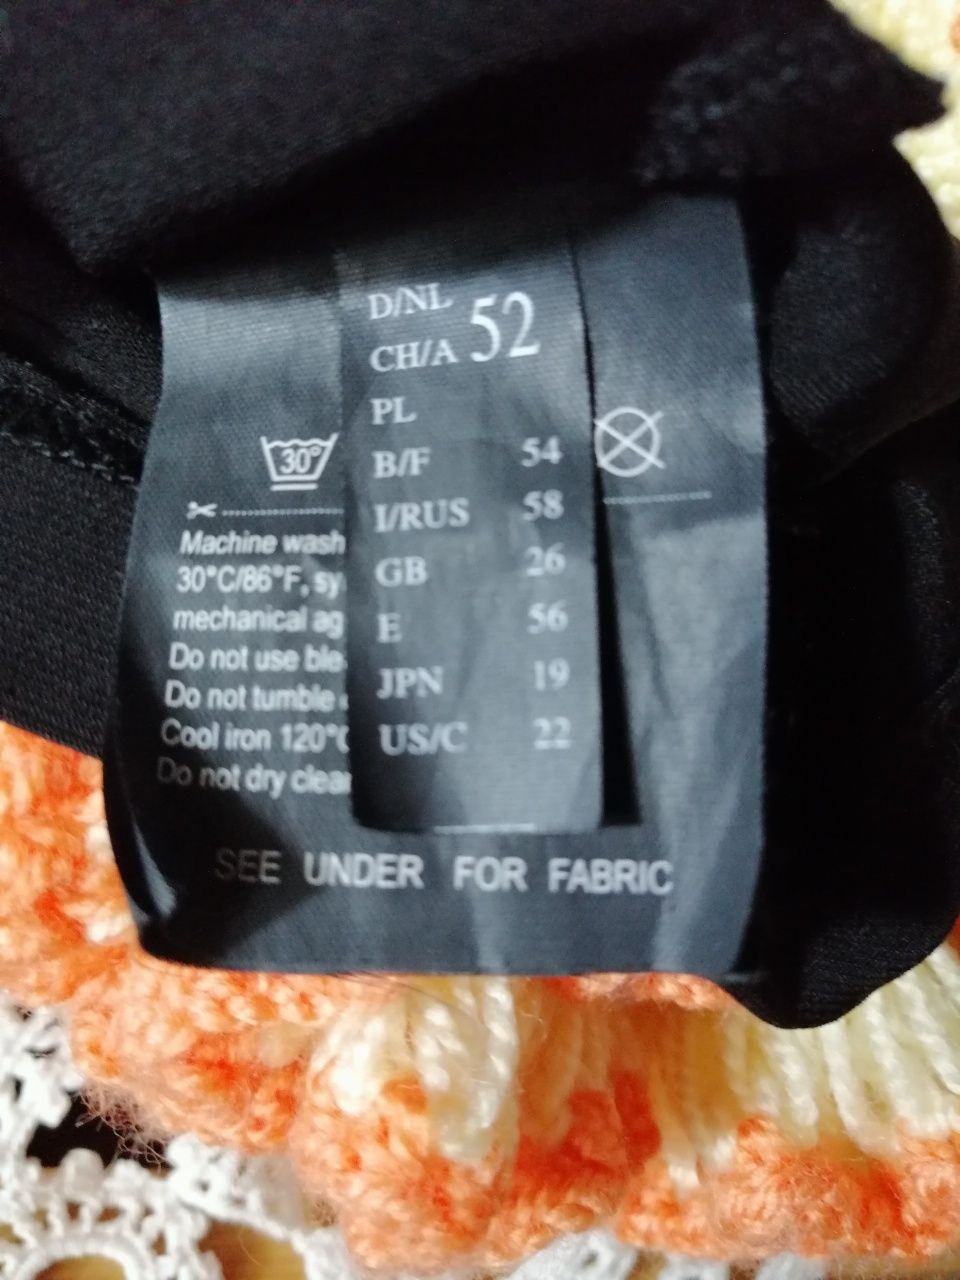 D/NL
CH/A 52
PL
B/F 54
I/RUS 58
GB 26
E 56
JPN 19
US/C 22
30°
Machine wash
30°C/86°F, sy
mechanical ag
Do not use ble
Do not tumble
Cool iron 120°C
Do not dry clean
SEE UNDER FOR FABRIC